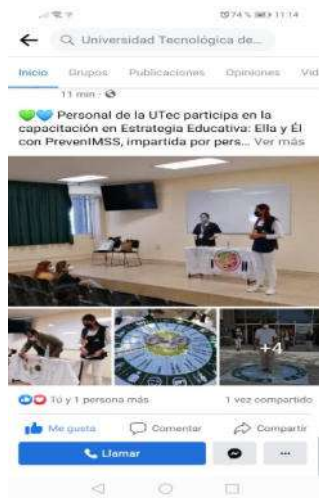 74 % 11:14
Universidad Tecnológica de...
Inicio Grupos Publicaciones Opiniones Vid
11 min ·
Personal de la UTec participa en la
capacitación en Estrategia Educativa: Ella y Él
con PrevenIMSS, impartida por pers... Ver más
+4
Tú y 1 persona más 1 vez compartido
Me gusta Comentar Compartir
Llamar